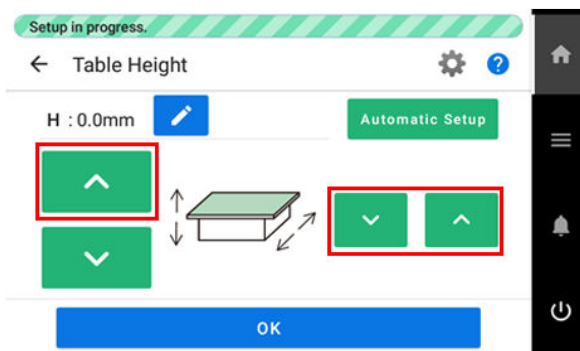 Setup in progress.
Table Height
H : 0.0mm
Automatic Setup
OK